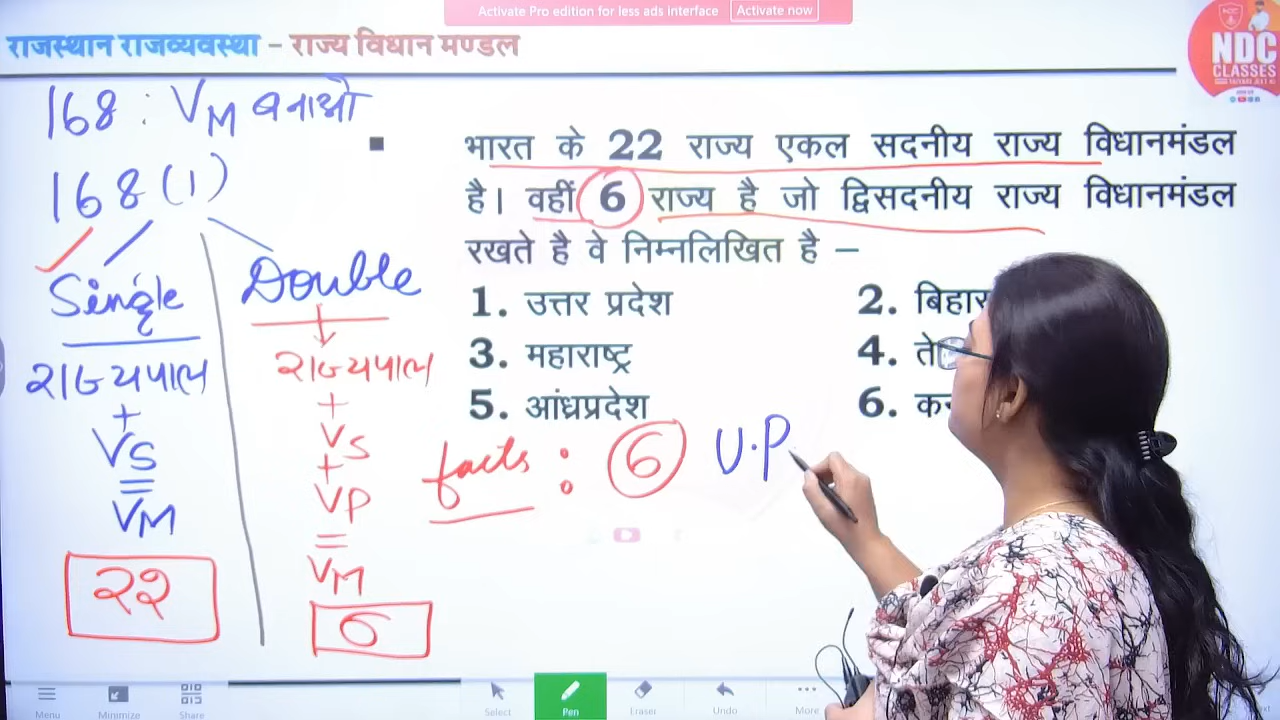 Activate Pro edition for less ads interface Activate now
राजस्थान राजव्यवस्था – राज्य विधान मण्डल
NDC
CLASSES
168 : VM बनाओ
168 (1)
Single
राज्यपाल
+
VS
=
VM
२२
Double
राज्यपाल
+
VS
+
VP
=
VM
6
▪ भारत के 22 राज्य एकल सदनीय राज्य विधानमंडल
है। वहीं 6 राज्य है जो द्विसदनीय राज्य विधानमंडल
रखते है वे निम्नलिखित है –
1. उत्तर प्रदेश 2. बिहार
3. महाराष्ट्र 4. ते
5. आंध्रप्रदेश 6. क
facts : 6 U.P
Menu Minimize Share Select Pen Eraser Undo More